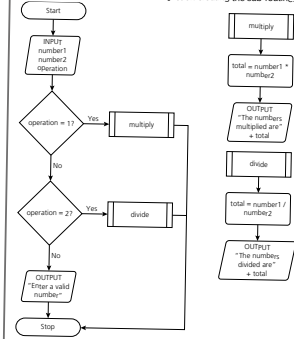 Start
INPUT
number1
number2
operation
operation = 1?
Yes
multiply
No
operation = 2?
Yes
divide
No
OUTPUT
"Enter a valid
number"
Stop
multiply
total = number1 *
number2
OUTPUT
"The numbers
multiplied are"
+ total
divide
total = number1 /
number2
OUTPUT
"The numbers
divided are"
+ total